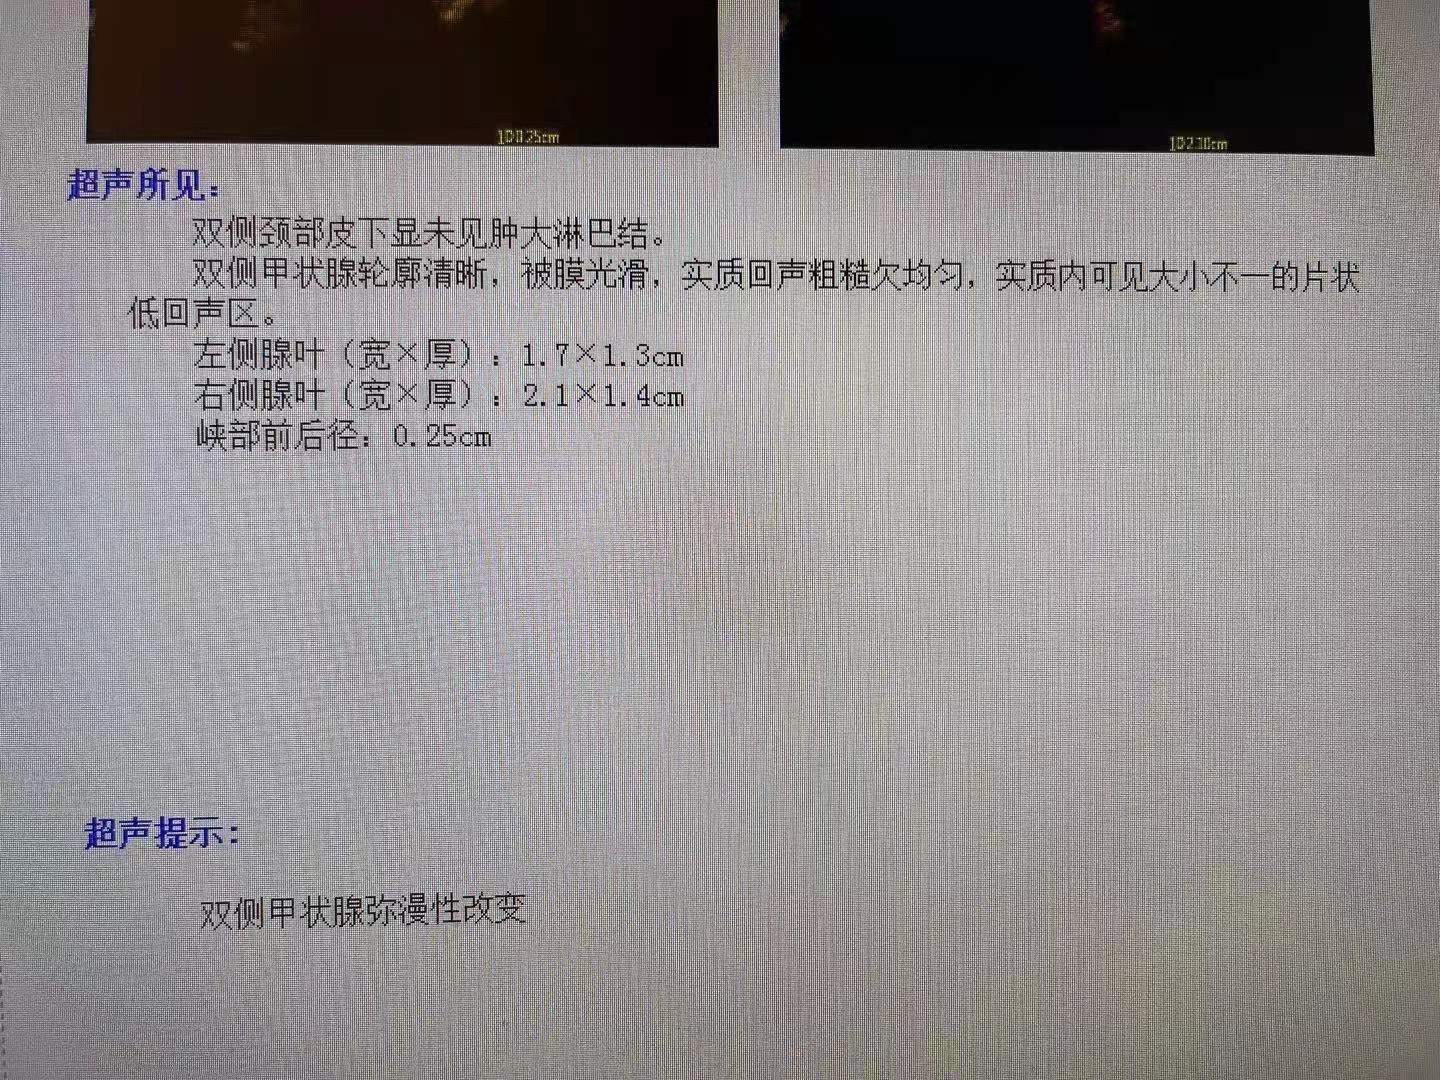 1D 0.25cm
1D 2.10cm
超声所见：
双侧颈部皮下显未见肿大淋巴结。
双侧甲状腺轮廓清晰，被膜光滑，实质回声粗糙欠均匀，实质内可见大小不一的片状
低回声区。
左侧腺叶（宽×厚）：1.7×1.3cm
右侧腺叶（宽×厚）：2.1×1.4cm
峡部前后径：0.25cm
超声提示：
双侧甲状腺弥漫性改变